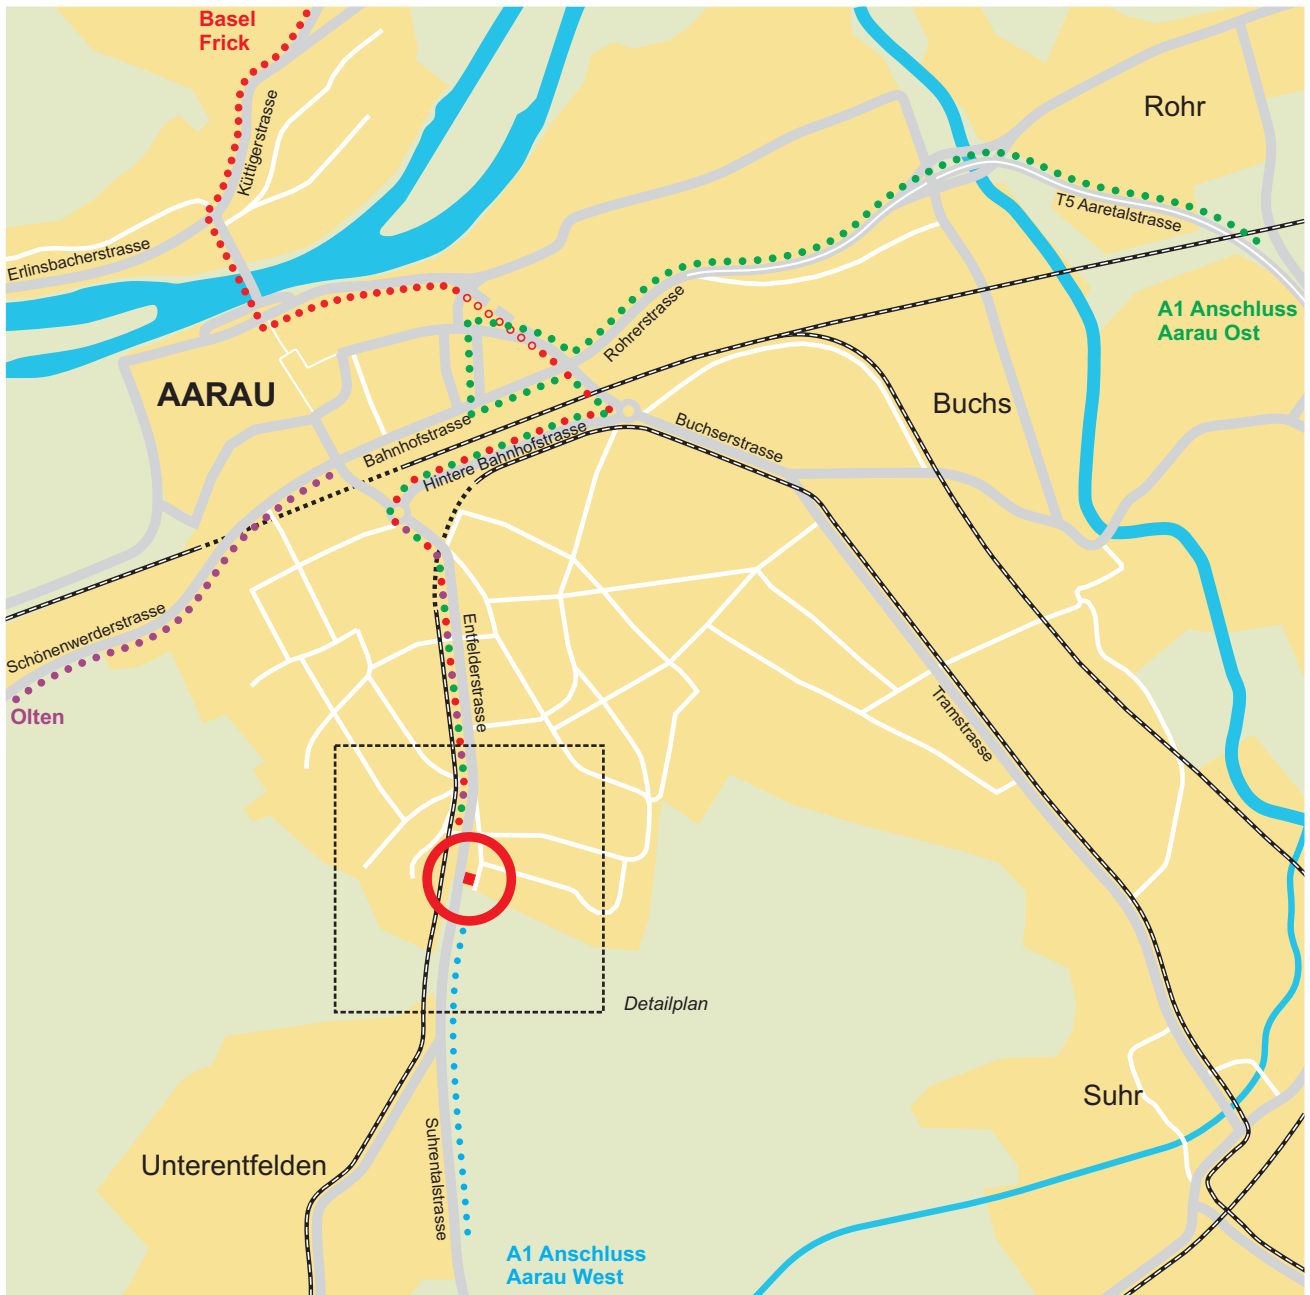 Basel
Frick
Rohr
Küttigerstrasse
T5 Aaretalstrasse
Erlinsbacherstrasse
A1 Anschluss
Aarau Ost
Rohrerstrasse
AARAU
Buchs
Bahnhofstrasse
Buchserstrasse
Hintere Bahnhofstrasse
Schönenwerderstrasse
Entfelderstrasse
Olten
Tramstrasse
Detailplan
Suhr
Unterentfelden
Suhrentalstrasse
A1 Anschluss
Aarau West